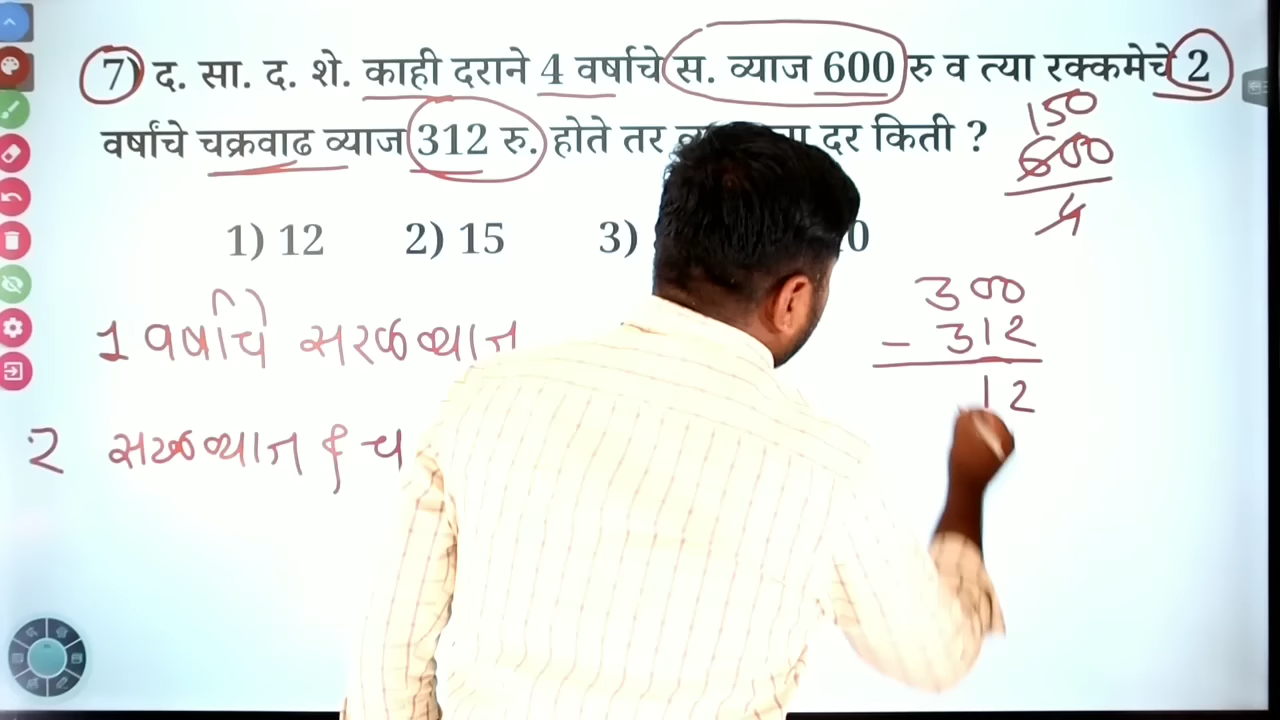 7) द. सा. द. शे. काही दराने 4 वर्षाचे स. व्याज 600 रु व त्या रक्कमेचे 2
वर्षांचे चक्रवाढ व्याज 312 रु. होते तर दर किती ?
150
600
4
1) 12 2) 15 3)
300
- 312
12
1 वर्षाचे सरळव्याज
2 सरळव्याज & च